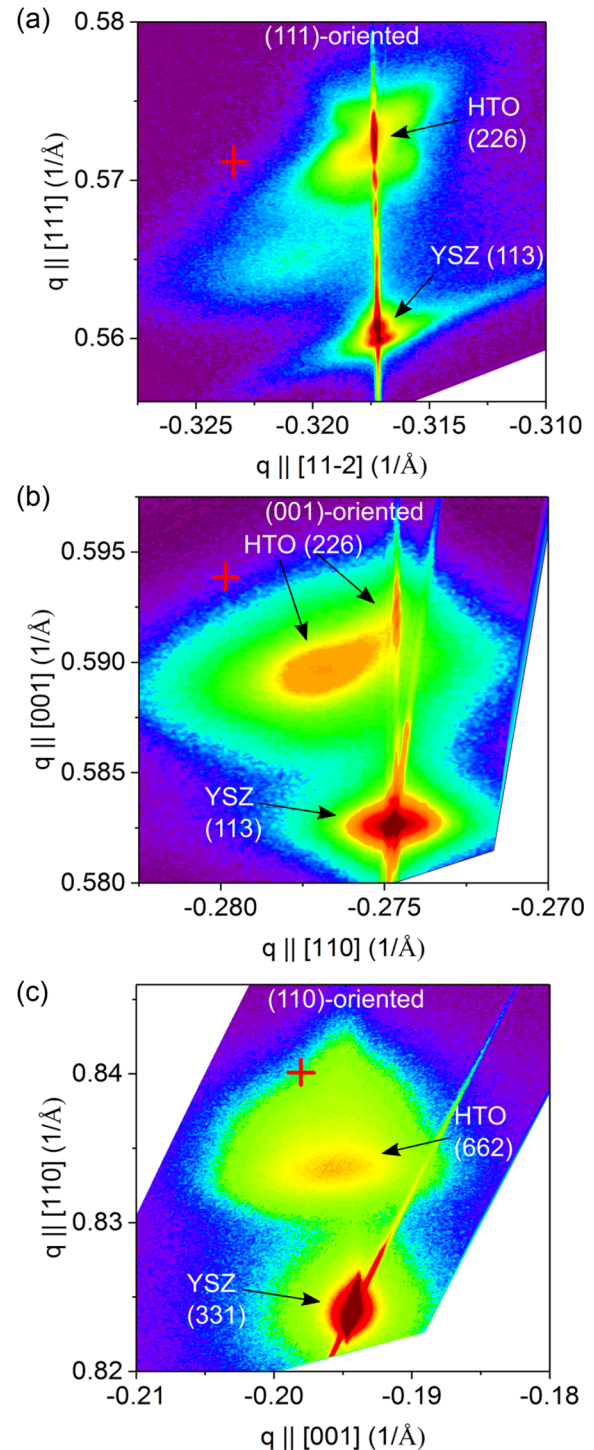 (a)
(111)-oriented
HTO
(226)
YSZ (113)
0.58
0.57
0.56
q || [111] (1/Å)
-0.325
-0.320
-0.315
-0.310
q || [11-2] (1/Å)
(b)
(001)-oriented
HTO (226)
YSZ
(113)
0.595
0.590
0.585
0.580
q || [001] (1/Å)
-0.280
-0.275
-0.270
q || [110] (1/Å)
(c)
(110)-oriented
HTO
(662)
YSZ
(331)
0.84
0.83
0.82
q || [110] (1/Å)
-0.21
-0.20
-0.19
-0.18
q || [001] (1/Å)